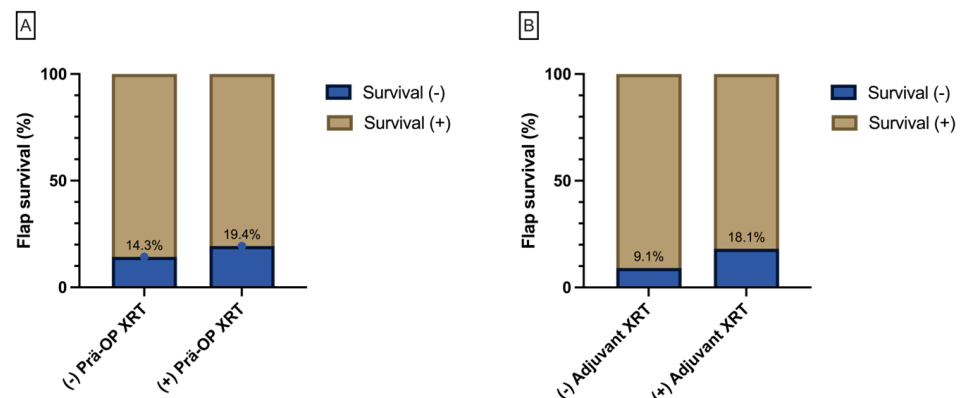 A
Flap survival (%)
100
50
0
14.3%
19.4%
(-) Prä-OP XRT
(+) Prä-OP XRT
Survival (-)
Survival (+)
B
Flap survival (%)
100
50
0
9.1%
18.1%
(-) Adjuvant XRT
(+) Adjuvant XRT
Survival (-)
Survival (+)